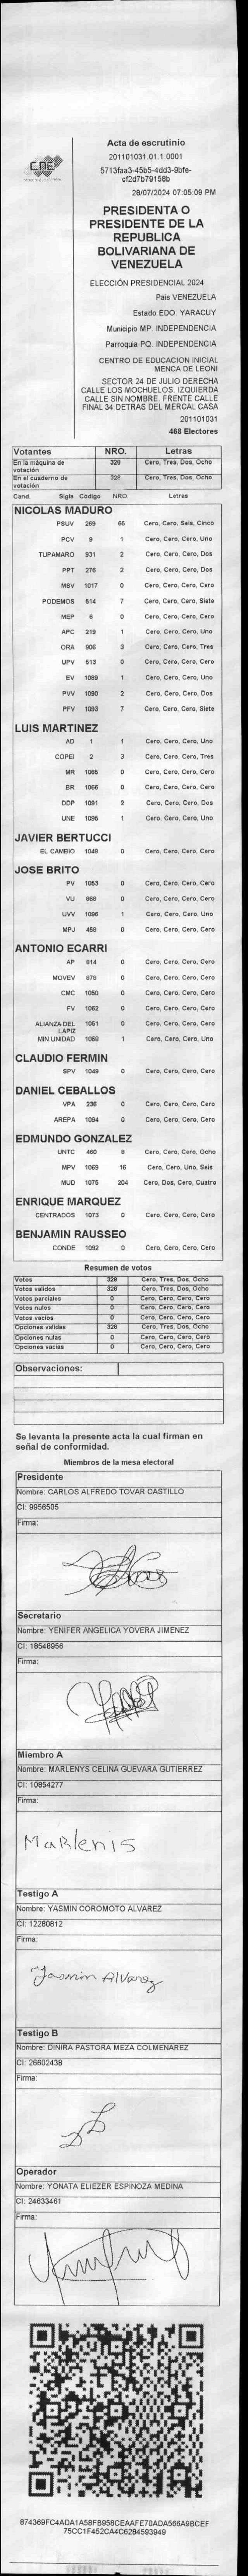 CNE
Acta de escrutinio
201101031.01.1.0001
5713faa3-45b5-4dd3-9bfe-
cf2d7b79158b
28/07/2024 07:05:09 PM
PRESIDENTA O
PRESIDENTE DE LA
REPUBLICA
BOLIVARIANA DE
VENEZUELA
ELECCIÓN PRESIDENCIAL 2024
Pais VENEZUELA
Estado EDO. YARACUY
Municipio MP. INDEPENDENCIA
Parroquia PQ. INDEPENDENCIA
CENTRO DE EDUCACION INICIAL
MENCA DE LEONI
SECTOR 24 DE JULIO DERECHA
CALLE LOS MOCHUELOS. IZQUIERDA
CALLE SIN NOMBRE. FRENTE CALLE
FINAL 34 DETRAS DEL MERCAL CASA
201101031
468 Electores
Votantes NRO. Letras
En la máquina de votación 328 Cero, Tres, Dos, Ocho
En el cuaderno de votación 328 Cero, Tres, Dos, Ocho
Cand. Sigla Código NRO. Letras
NICOLAS MADURO
PSUV 269 65 Cero, Cero, Seis, Cinco
PCV 9 1 Cero, Cero, Cero, Uno
TUPAMARO 931 2 Cero, Cero, Cero, Dos
PPT 276 2 Cero, Cero, Cero, Dos
MSV 1017 0 Cero, Cero, Cero, Cero
PODEMOS 514 7 Cero, Cero, Cero, Siete
MEP 6 0 Cero, Cero, Cero, Cero
APC 219 1 Cero, Cero, Cero, Uno
ORA 906 3 Cero, Cero, Cero, Tres
UPV 513 0 Cero, Cero, Cero, Cero
EV 1089 1 Cero, Cero, Cero, Uno
PVV 1090 2 Cero, Cero, Cero, Dos
PFV 1093 7 Cero, Cero, Cero, Siete
LUIS MARTINEZ
AD 1 1 Cero, Cero, Cero, Uno
COPEI 2 3 Cero, Cero, Cero, Tres
MR 1065 0 Cero, Cero, Cero, Cero
BR 1066 0 Cero, Cero, Cero, Cero
DDP 1091 2 Cero, Cero, Cero, Dos
UNE 1095 1 Cero, Cero, Cero, Uno
JAVIER BERTUCCI
EL CAMBIO 1049 0 Cero, Cero, Cero, Cero
JOSE BRITO
PV 1053 0 Cero, Cero, Cero, Cero
VU 868 0 Cero, Cero, Cero, Cero
UVV 1096 1 Cero, Cero, Cero, Uno
MPJ 458 0 Cero, Cero, Cero, Cero
ANTONIO ECARRI
AP 814 0 Cero, Cero, Cero, Cero
MOVEV 878 0 Cero, Cero, Cero, Cero
CMC 1050 0 Cero, Cero, Cero, Cero
FV 1062 0 Cero, Cero, Cero, Cero
ALIANZA DEL LAPIZ 1051 0 Cero, Cero, Cero, Cero
MIN UNIDAD 1068 1 Cero, Cero, Cero, Uno
CLAUDIO FERMIN
SPV 1049 0 Cero, Cero, Cero, Cero
DANIEL CEBALLOS
VPA 236 0 Cero, Cero, Cero, Cero
AREPA 1094 0 Cero, Cero, Cero, Cero
EDMUNDO GONZALEZ
UNTC 460 8 Cero, Cero, Cero, Ocho
MPV 1069 16 Cero, Cero, Uno, Seis
MUD 1075 204 Cero, Dos, Cero, Cuatro
ENRIQUE MARQUEZ
CENTRADOS 1073 0 Cero, Cero, Cero, Cero
BENJAMIN RAUSSEO
CONDE 1092 0 Cero, Cero, Cero, Cero
Resumen de votos
Votos 328 Cero, Tres, Dos, Ocho
Votos validos 328 Cero, Tres, Dos, Ocho
Votos parciales 0 Cero, Cero, Cero, Cero
Votos nulos 0 Cero, Cero, Cero, Cero
Votos vacios 0 Cero, Cero, Cero, Cero
Opciones validas 328 Cero, Tres, Dos, Ocho
Opciones nulas 0 Cero, Cero, Cero, Cero
Opciones vacias 0 Cero, Cero, Cero, Cero
Observaciones:
Se levanta la presente acta la cual firman en
señal de conformidad.
Miembros de la mesa electoral
Presidente
Nombre: CARLOS ALFREDO TOVAR CASTILLO
CI: 9956505
Firma:
Secretario
Nombre: YENIFER ANGELICA YOVERA JIMENEZ
CI: 18548956
Firma:
Miembro A
Nombre: MARLENYS CELINA GUEVARA GUTIERREZ
CI: 10854277
Firma:
Marlenis
Testigo A
Nombre: YASMIN COROMOTO ALVAREZ
CI: 12280812
Firma:
Yasmin Alvarez
Testigo B
Nombre: DINIRA PASTORA MEZA COLMENAREZ
CI: 26602438
Firma:
Operador
Nombre: YONATA ELIEZER ESPINOZA MEDINA
CI: 24633461
Firma:
874369FC4ADA1A58FB958CEAAFE70ADA566A9BCEF
75CC1F452CA4C6284593949